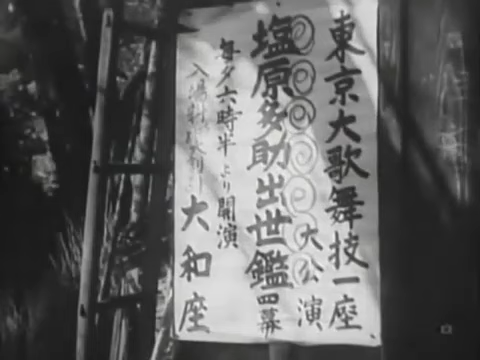 東京大歌舞技一座
大公演
塩原多助出世鑑 四幕
毎夕六時半より開演
大和座